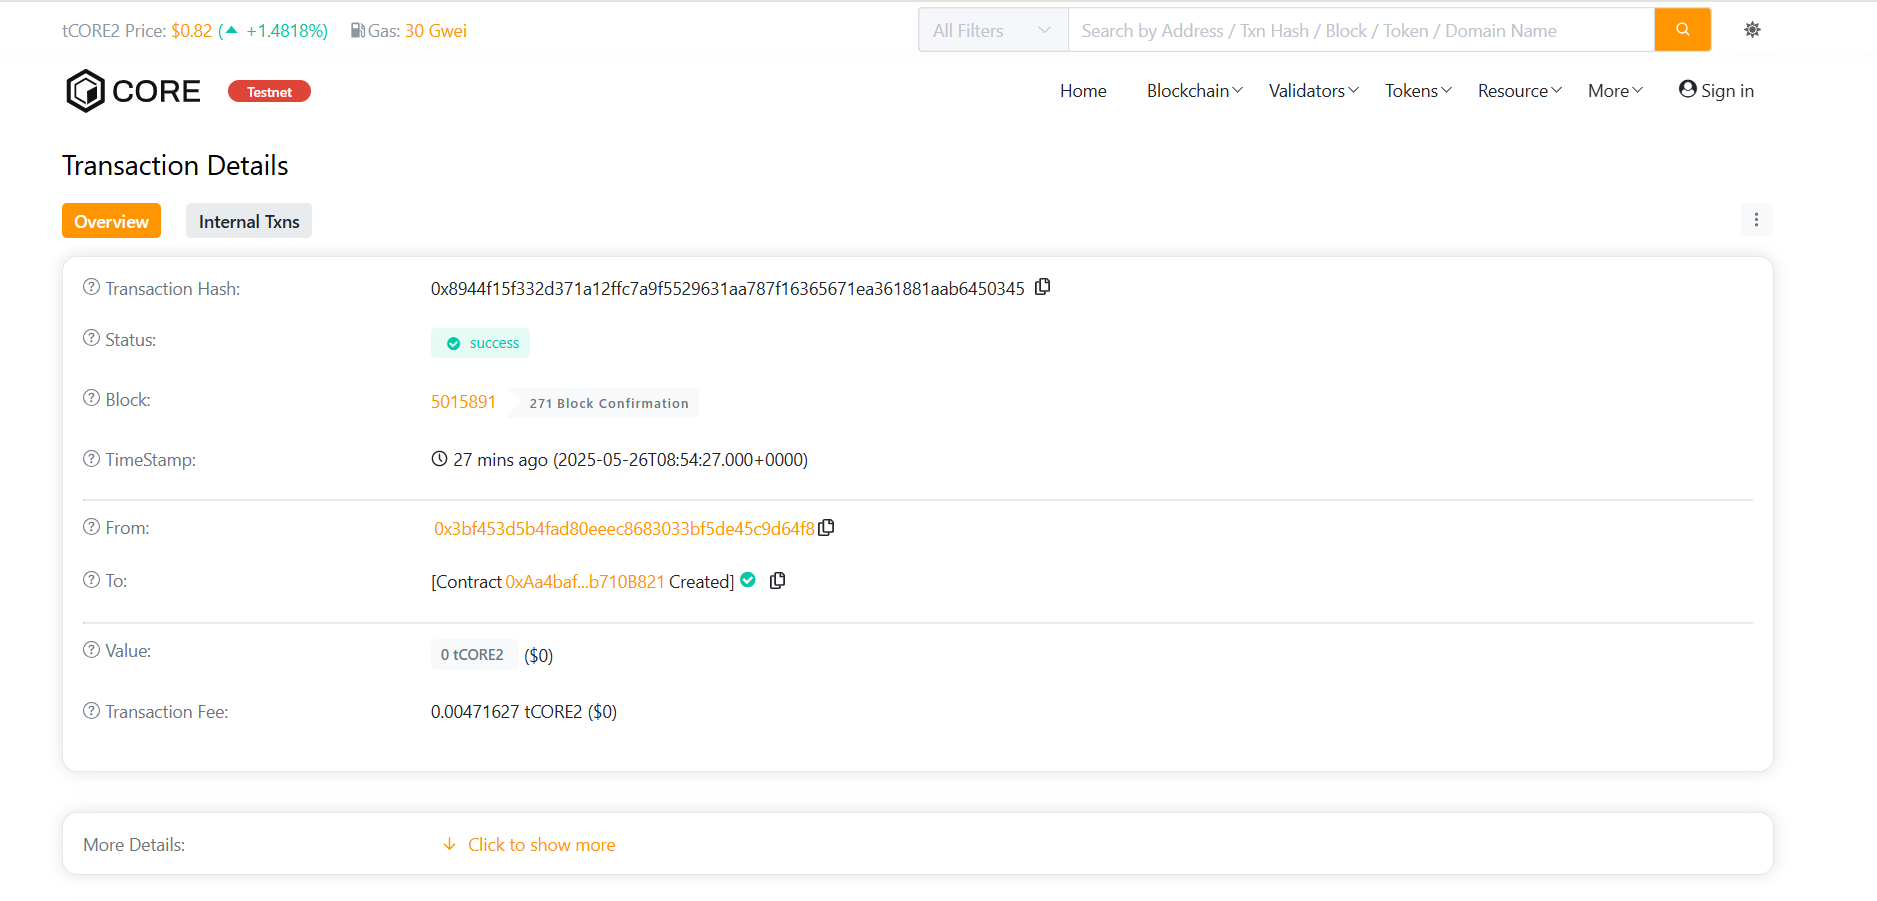 tCORE2 Price: $0.82 ( +1.4818%) Gas: 30 Gwei
All Filters Search by Address / Txn Hash / Block / Token / Domain Name
CORE Testnet Home Blockchain Validators Tokens Resource More Sign in
Transaction Details
Overview Internal Txns
Transaction Hash: 0x8944f15f332d371a12ffc7a9f5529631aa787f16365671ea361881aab6450345
Status: success
Block: 5015891 271 Block Confirmation
TimeStamp: 27 mins ago (2025-05-26T08:54:27.000+0000)
From: 0x3bf453d5b4fad80eeec8683033bf5de45c9d64f8
To: [Contract 0xAa4baf...b710B821 Created]
Value: 0 tCORE2 ($0)
Transaction Fee: 0.00471627 tCORE2 ($0)
More Details: Click to show more